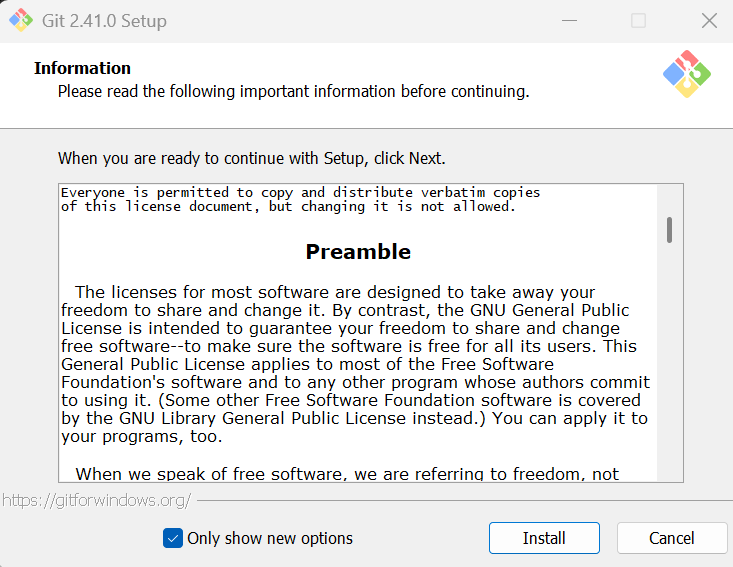 Git 2.41.0 Setup
Information
Please read the following important information before continuing.
When you are ready to continue with Setup, click Next.
Everyone is permitted to copy and distribute verbatim copies
of this license document, but changing it is not allowed.
Preamble
The licenses for most software are designed to take away your
freedom to share and change it. By contrast, the GNU General Public
License is intended to guarantee your freedom to share and change
free software--to make sure the software is free for all its users. This
General Public License applies to most of the Free Software
Foundation's software and to any other program whose authors commit
to using it. (Some other Free Software Foundation software is covered
by the GNU Library General Public License instead.) You can apply it to
your programs, too.
When we speak of free software, we are referring to freedom, not
https://gitforwindows.org/
Only show new options
Install
Cancel